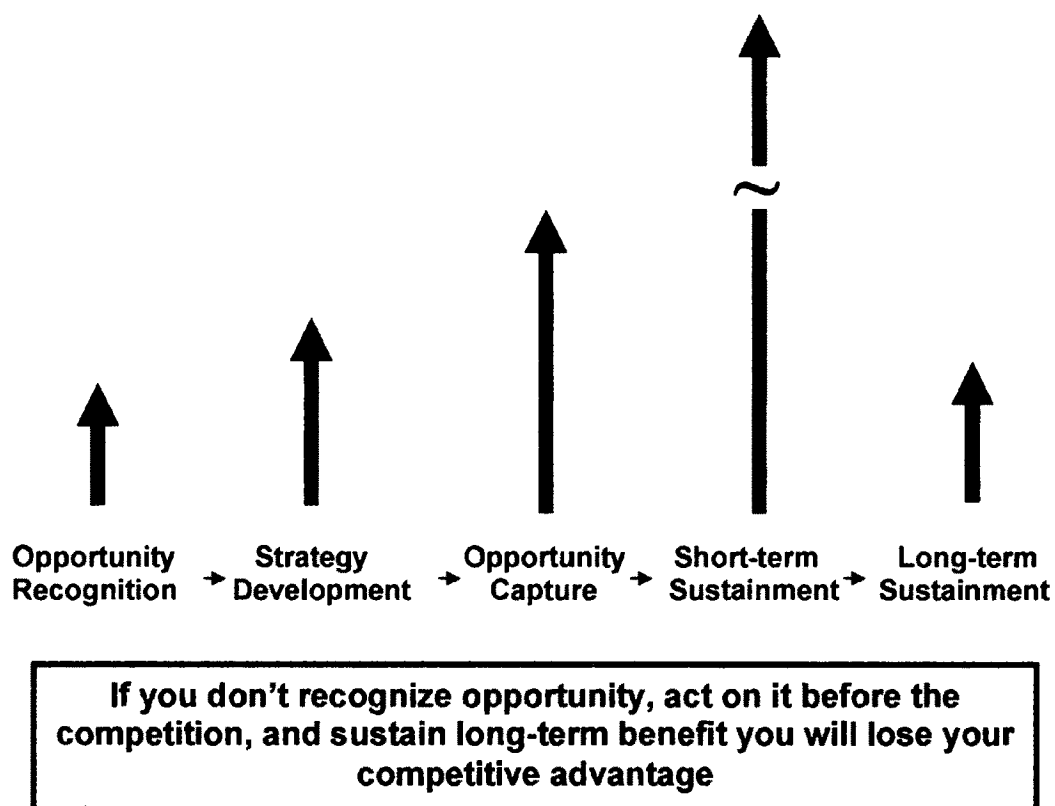 Opportunity Recognition
Strategy Development
Opportunity Capture
Short-term Sustainment
Long-term Sustainment
If you don't recognize opportunity, act on it before the
competition, and sustain long-term benefit you will lose your
competitive advantage